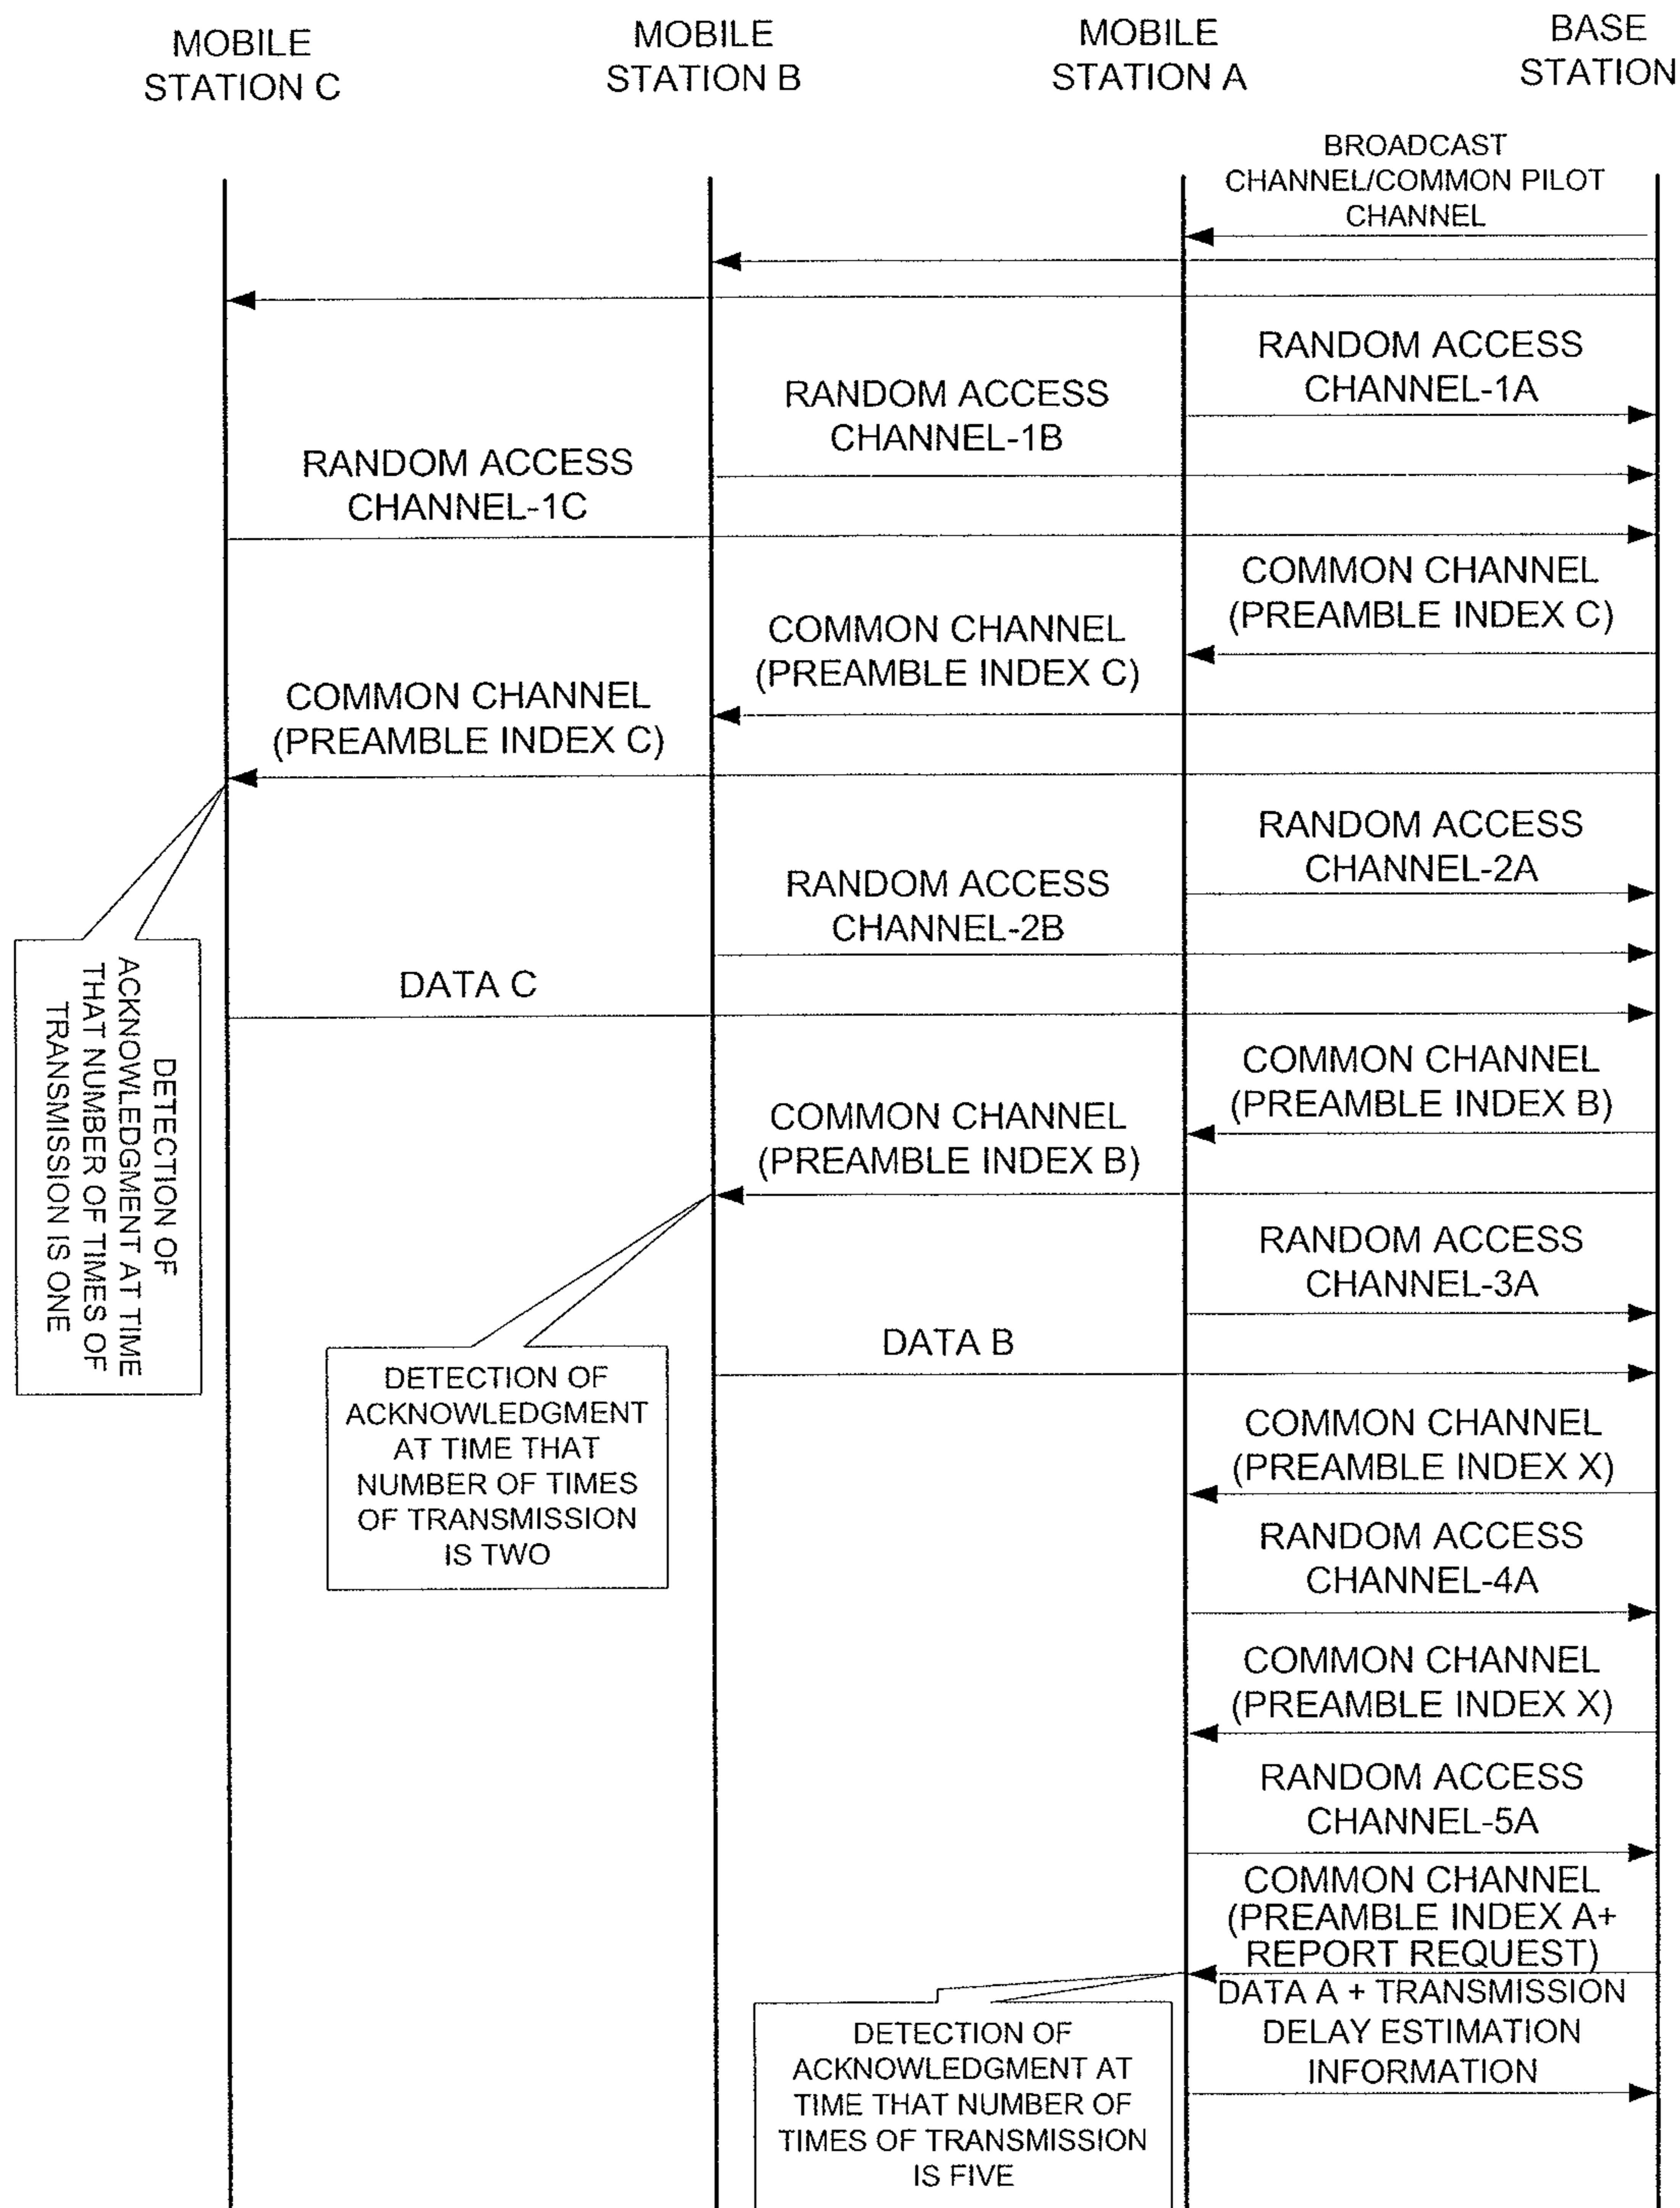 MOBILE
STATION C
MOBILE
STATION B
MOBILE
STATION A
BASE
STATION
BROADCAST
CHANNEL/COMMON PILOT
CHANNEL
RANDOM ACCESS
CHANNEL-1A
RANDOM ACCESS
CHANNEL-1B
RANDOM ACCESS
CHANNEL-1C
COMMON CHANNEL
(PREAMBLE INDEX C)
COMMON CHANNEL
(PREAMBLE INDEX C)
COMMON CHANNEL
(PREAMBLE INDEX C)
RANDOM ACCESS
CHANNEL-2A
RANDOM ACCESS
CHANNEL-2B
DATA C
DETECTION OF
ACKNOWLEDGMENT AT TIME
THAT NUMBER OF TIMES OF
TRANSMISSION IS ONE
COMMON CHANNEL
(PREAMBLE INDEX B)
COMMON CHANNEL
(PREAMBLE INDEX B)
RANDOM ACCESS
CHANNEL-3A
DATA B
DETECTION OF
ACKNOWLEDGMENT
AT TIME THAT
NUMBER OF TIMES
OF TRANSMISSION
IS TWO
COMMON CHANNEL
(PREAMBLE INDEX X)
RANDOM ACCESS
CHANNEL-4A
COMMON CHANNEL
(PREAMBLE INDEX X)
RANDOM ACCESS
CHANNEL-5A
COMMON CHANNEL
(PREAMBLE INDEX A+
REPORT REQUEST)
DATA A + TRANSMISSION
DELAY ESTIMATION
INFORMATION
DETECTION OF
ACKNOWLEDGMENT AT
TIME THAT NUMBER OF
TIMES OF TRANSMISSION
IS FIVE